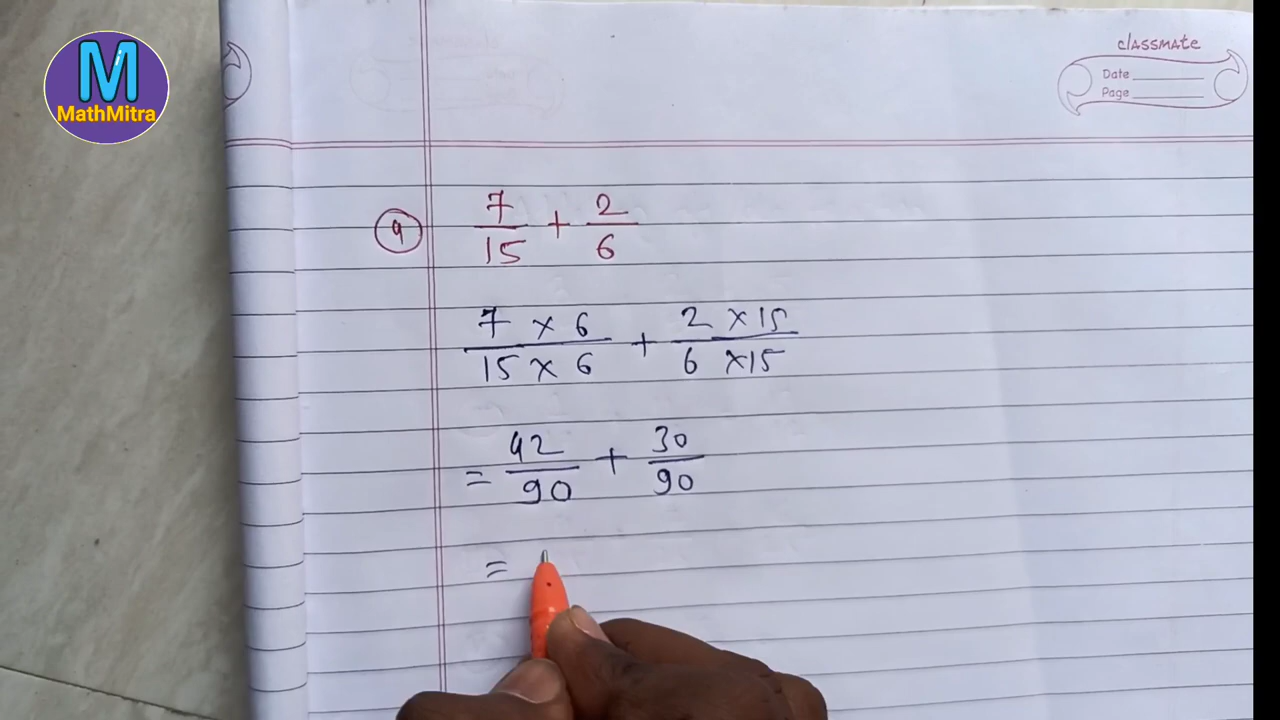 M
MathMitra
classmate
Date
Page
9 7/15 + 2/6
7 × 6/15 × 6 + 2 × 15/6 × 15
= 42/90 + 30/90
=